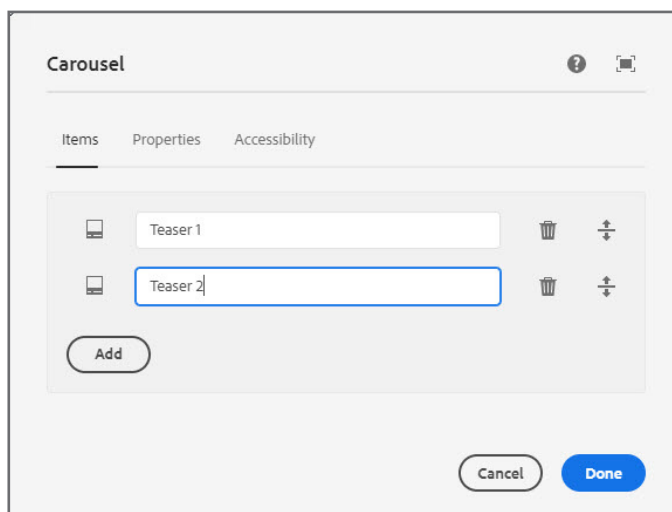 Carousel
Items Properties Accessibility
Teaser 1
Teaser 2
Add
Cancel Done